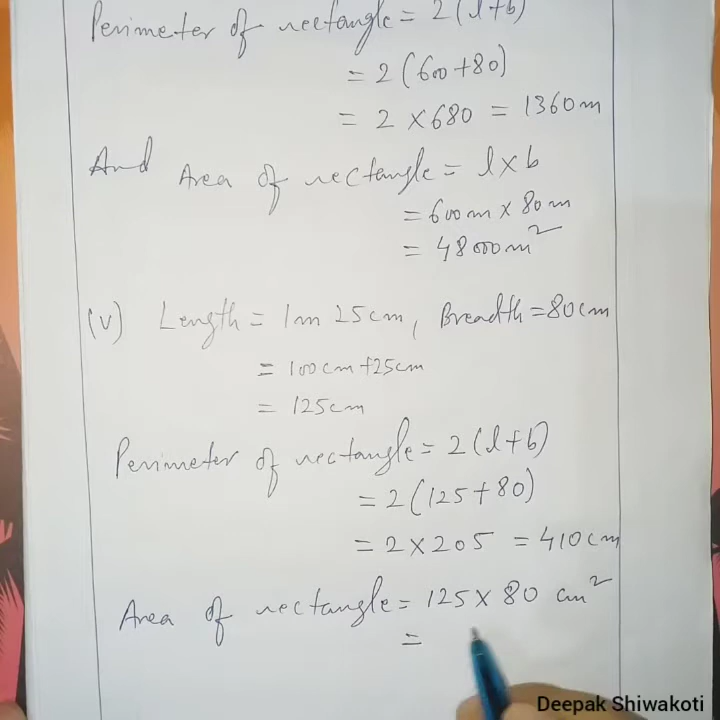 Perimeter of rectangle = 2(l+b)
= 2(600+80)
= 2×680 = 1360m
And Area of rectangle = l×b
= 600m × 80m
= 48000m²
(v) Length = 1m 25cm, Breadth = 80cm
= 100cm + 25cm
= 125cm
Perimeter of rectangle = 2(l+b)
= 2(125+80)
= 2×205 = 410cm
Area of rectangle = 125×80 cm²
=
Deepak Shiwakoti